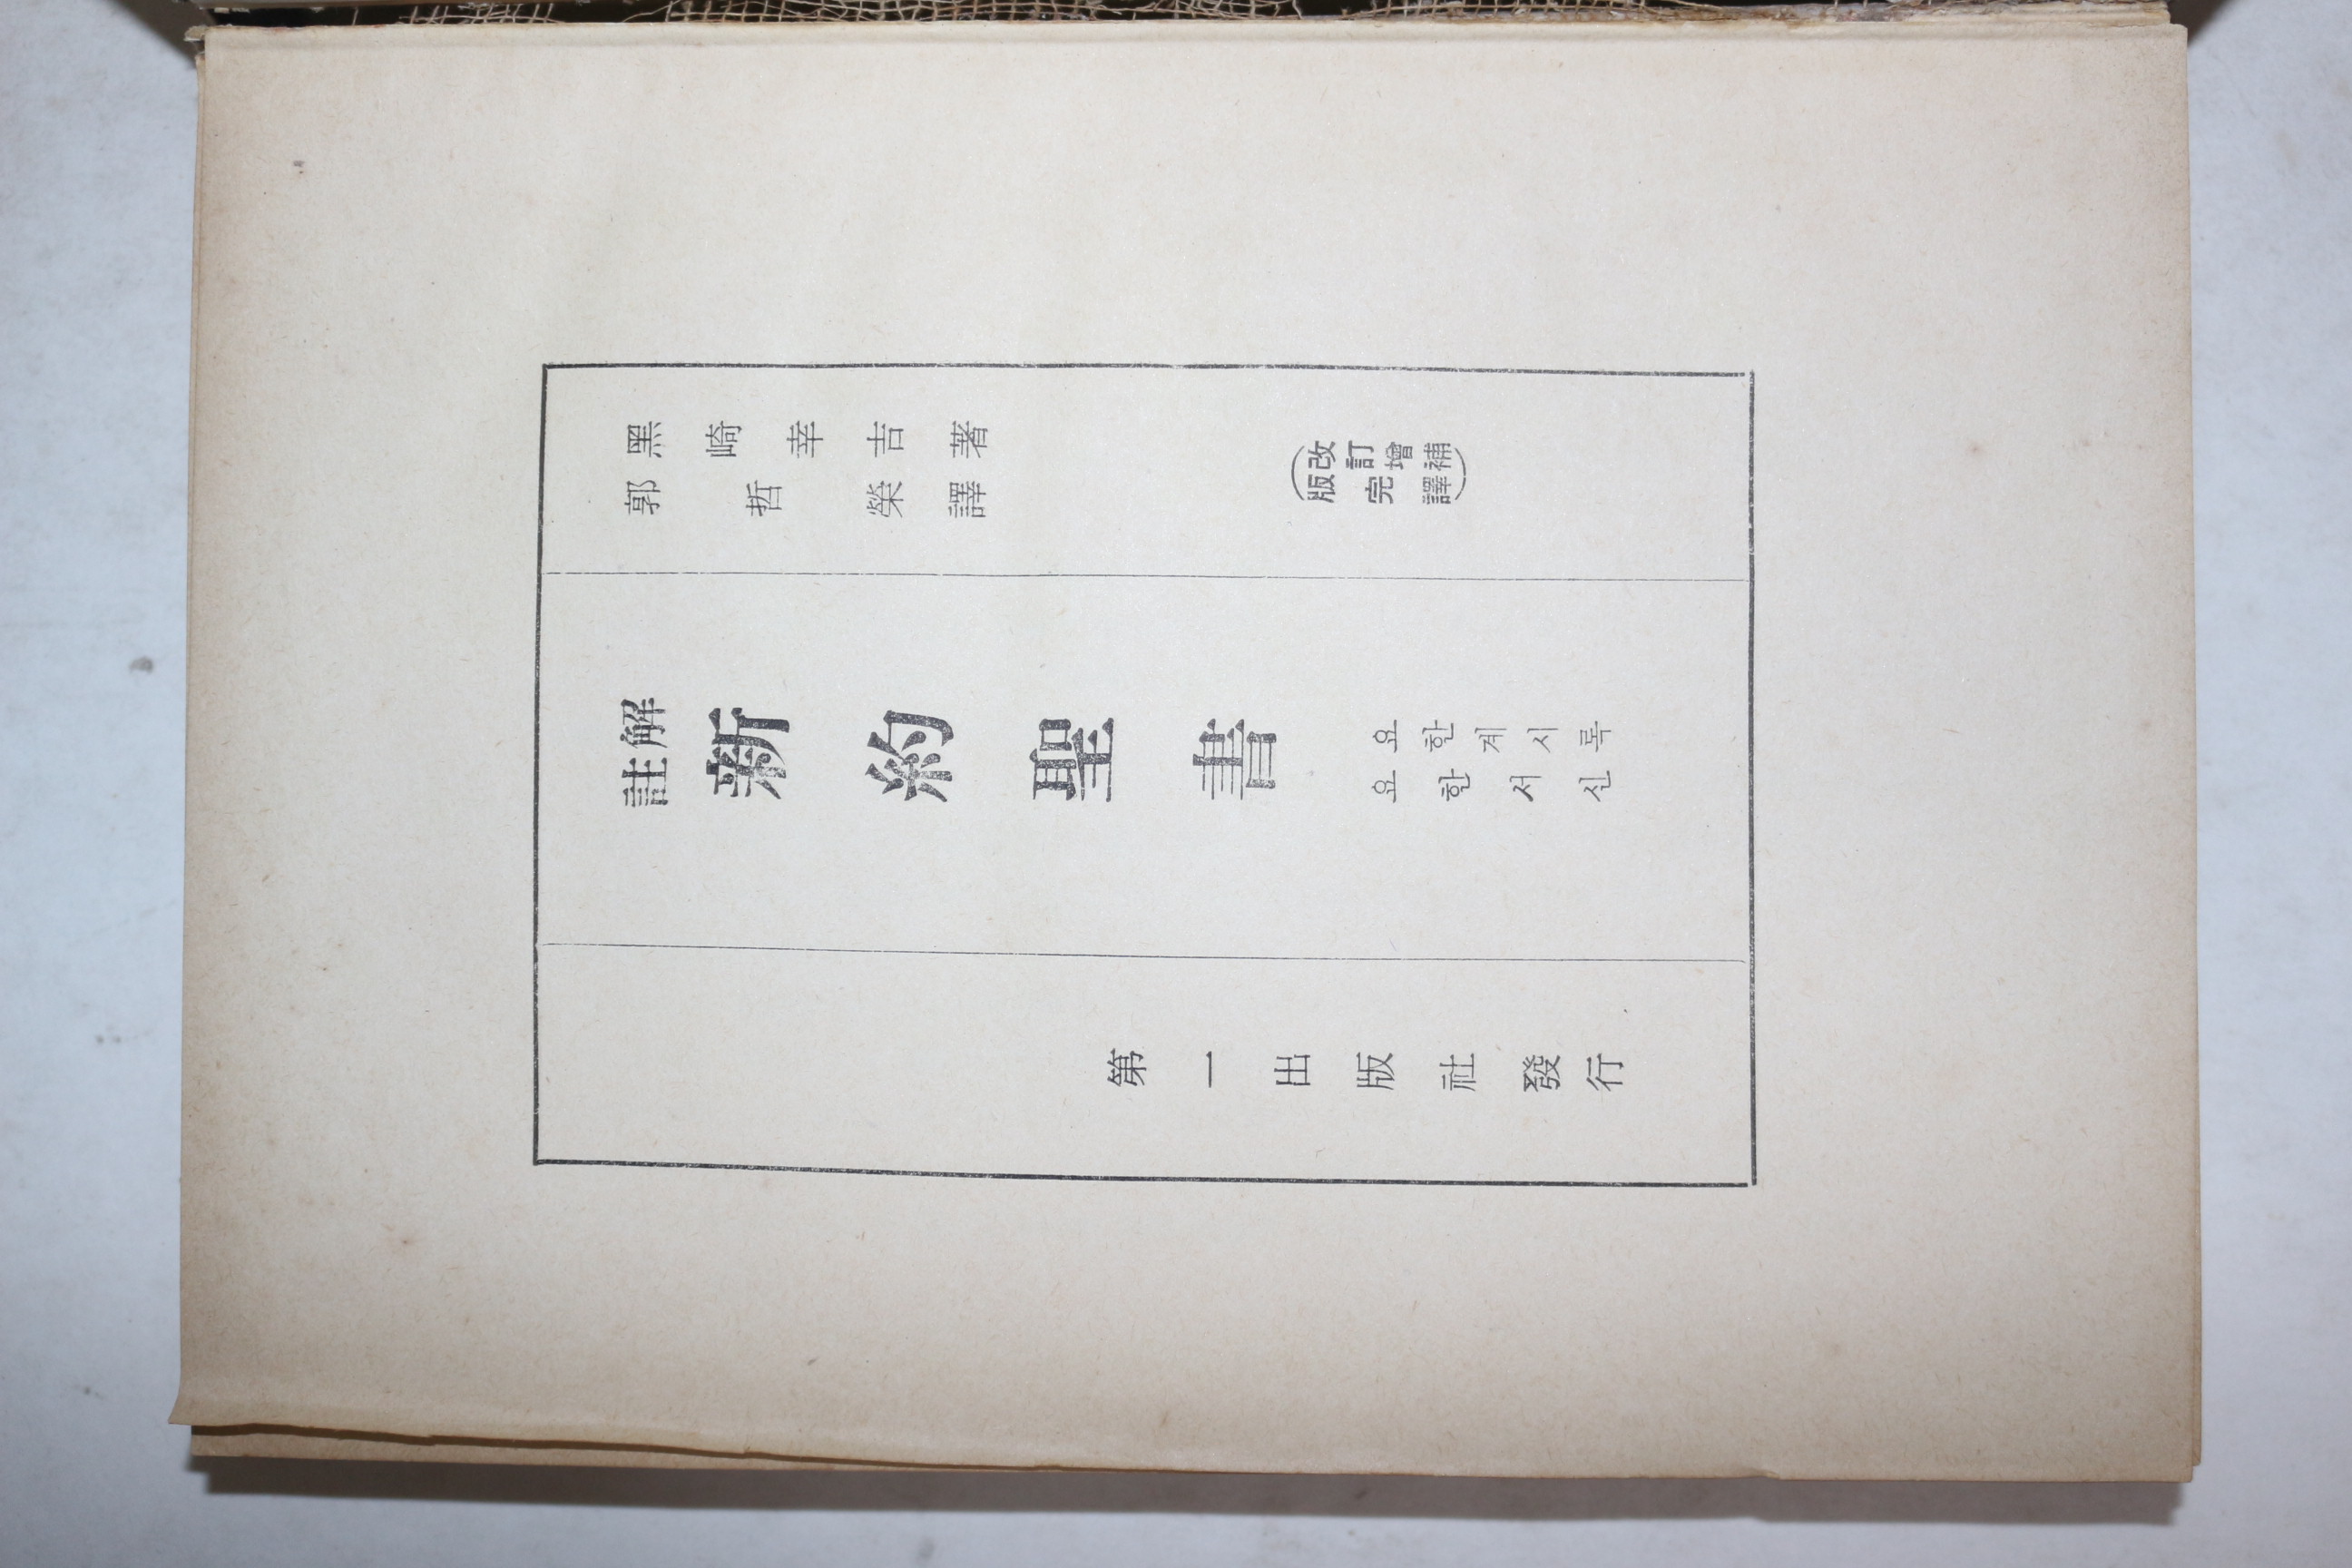 黑崎幸吉著
郭哲榮譯
(改訂增補
版完譯)
註解 新約聖書
요한계시록
요한서신
第一出版社發行